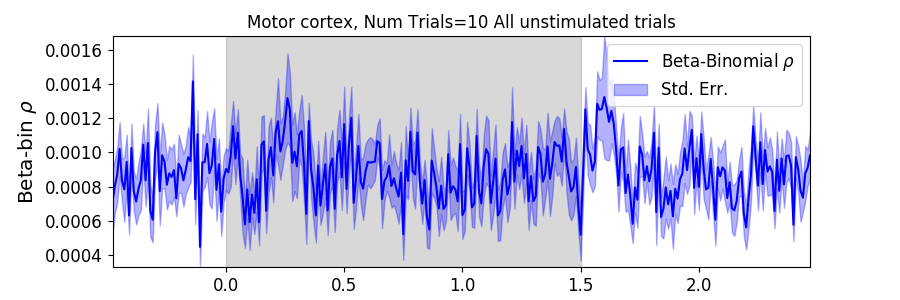 Motor cortex, Num Trials=10 All unstimulated trials
Beta-bin ρ
0.0016
0.0014
0.0012
0.0010
0.0008
0.0006
0.0004
Beta-Binomial ρ
Std. Err.
0.0 0.5 1.0 1.5 2.0